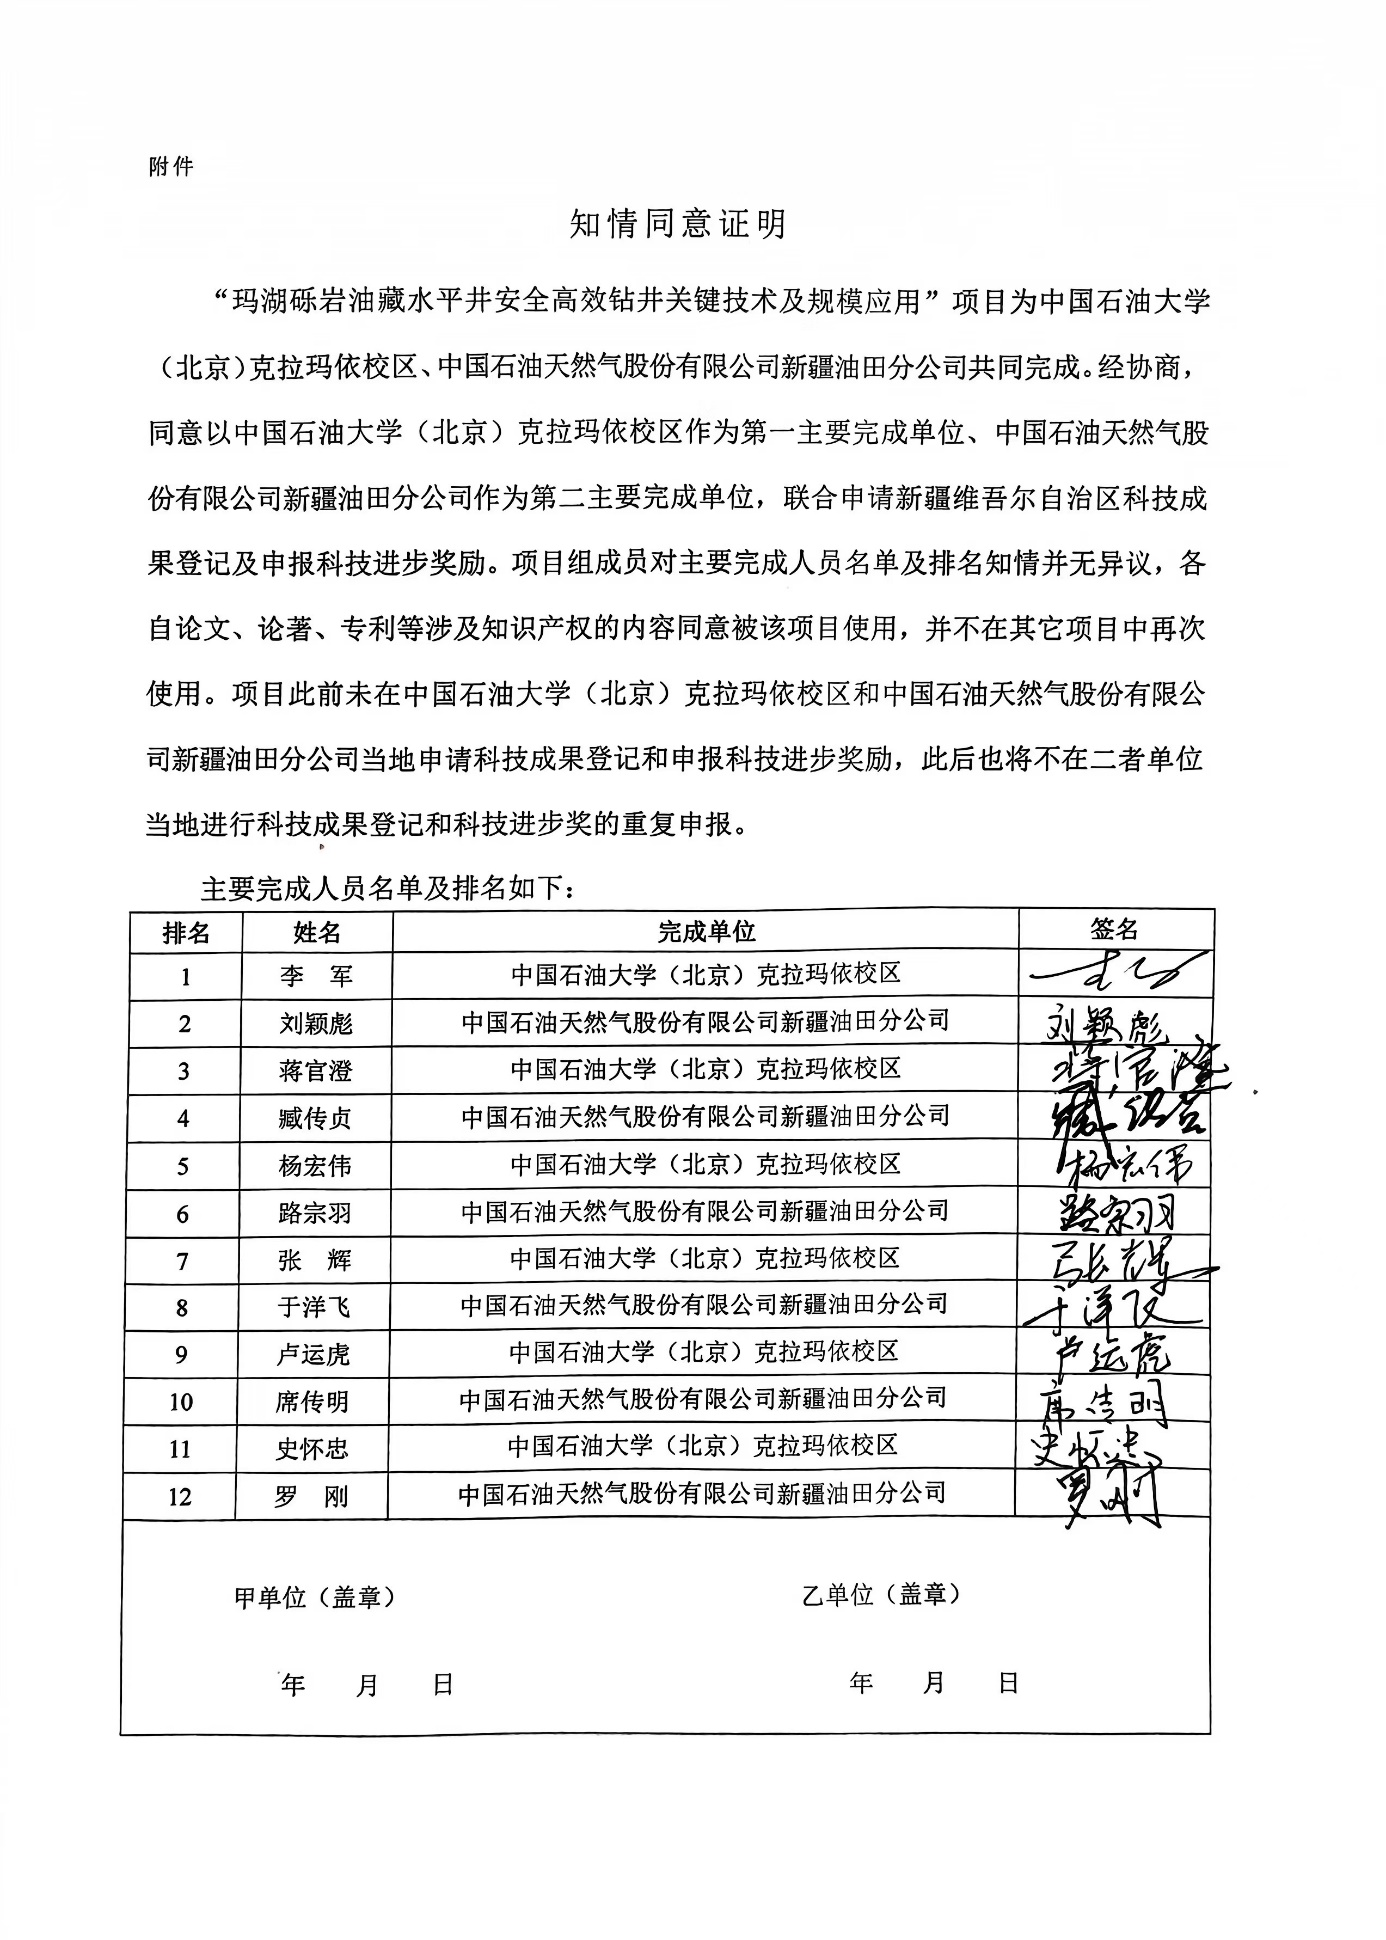 附件
知情同意证明
“玛湖砾岩油藏水平井安全高效钻井关键技术及规模应用”项目为中国石油大学
（北京）克拉玛依校区、中国石油天然气股份有限公司新疆油田分公司共同完成。经协商，
同意以中国石油大学（北京）克拉玛依校区作为第一主要完成单位、中国石油天然气股
份有限公司新疆油田分公司作为第二主要完成单位，联合申请新疆维吾尔自治区科技成
果登记及申报科技进步奖励。项目组成员对主要完成人员名单及排名知情并无异议，各
自论文、论著、专利等涉及知识产权的内容同意被该项目使用，并不在其它项目中再次
使用。项目此前未在中国石油大学（北京）克拉玛依校区和中国石油天然气股份有限公
司新疆油田分公司当地申请科技成果登记和申报科技进步奖励，此后也将不在二者单位
当地进行科技成果登记和科技进步奖的重复申报。
主要完成人员名单及排名如下：
排名 姓名 完成单位 签名
1 李 军 中国石油大学（北京）克拉玛依校区
2 刘颖彪 中国石油天然气股份有限公司新疆油田分公司 刘颖彪
3 蒋官澄 中国石油大学（北京）克拉玛依校区 蒋官澄
4 臧传贞 中国石油天然气股份有限公司新疆油田分公司 臧传贞
5 杨宏伟 中国石油大学（北京）克拉玛依校区 杨宏伟
6 路宗羽 中国石油天然气股份有限公司新疆油田分公司 路宗羽
7 张 辉 中国石油大学（北京）克拉玛依校区 张辉
8 于洋飞 中国石油天然气股份有限公司新疆油田分公司 于洋飞
9 卢运虎 中国石油大学（北京）克拉玛依校区 卢运虎
10 席传明 中国石油天然气股份有限公司新疆油田分公司 席传明
11 史怀忠 中国石油大学（北京）克拉玛依校区 史怀忠
12 罗 刚 中国石油天然气股份有限公司新疆油田分公司 罗刚
甲单位（盖章） 乙单位（盖章）
年 月 日 年 月 日